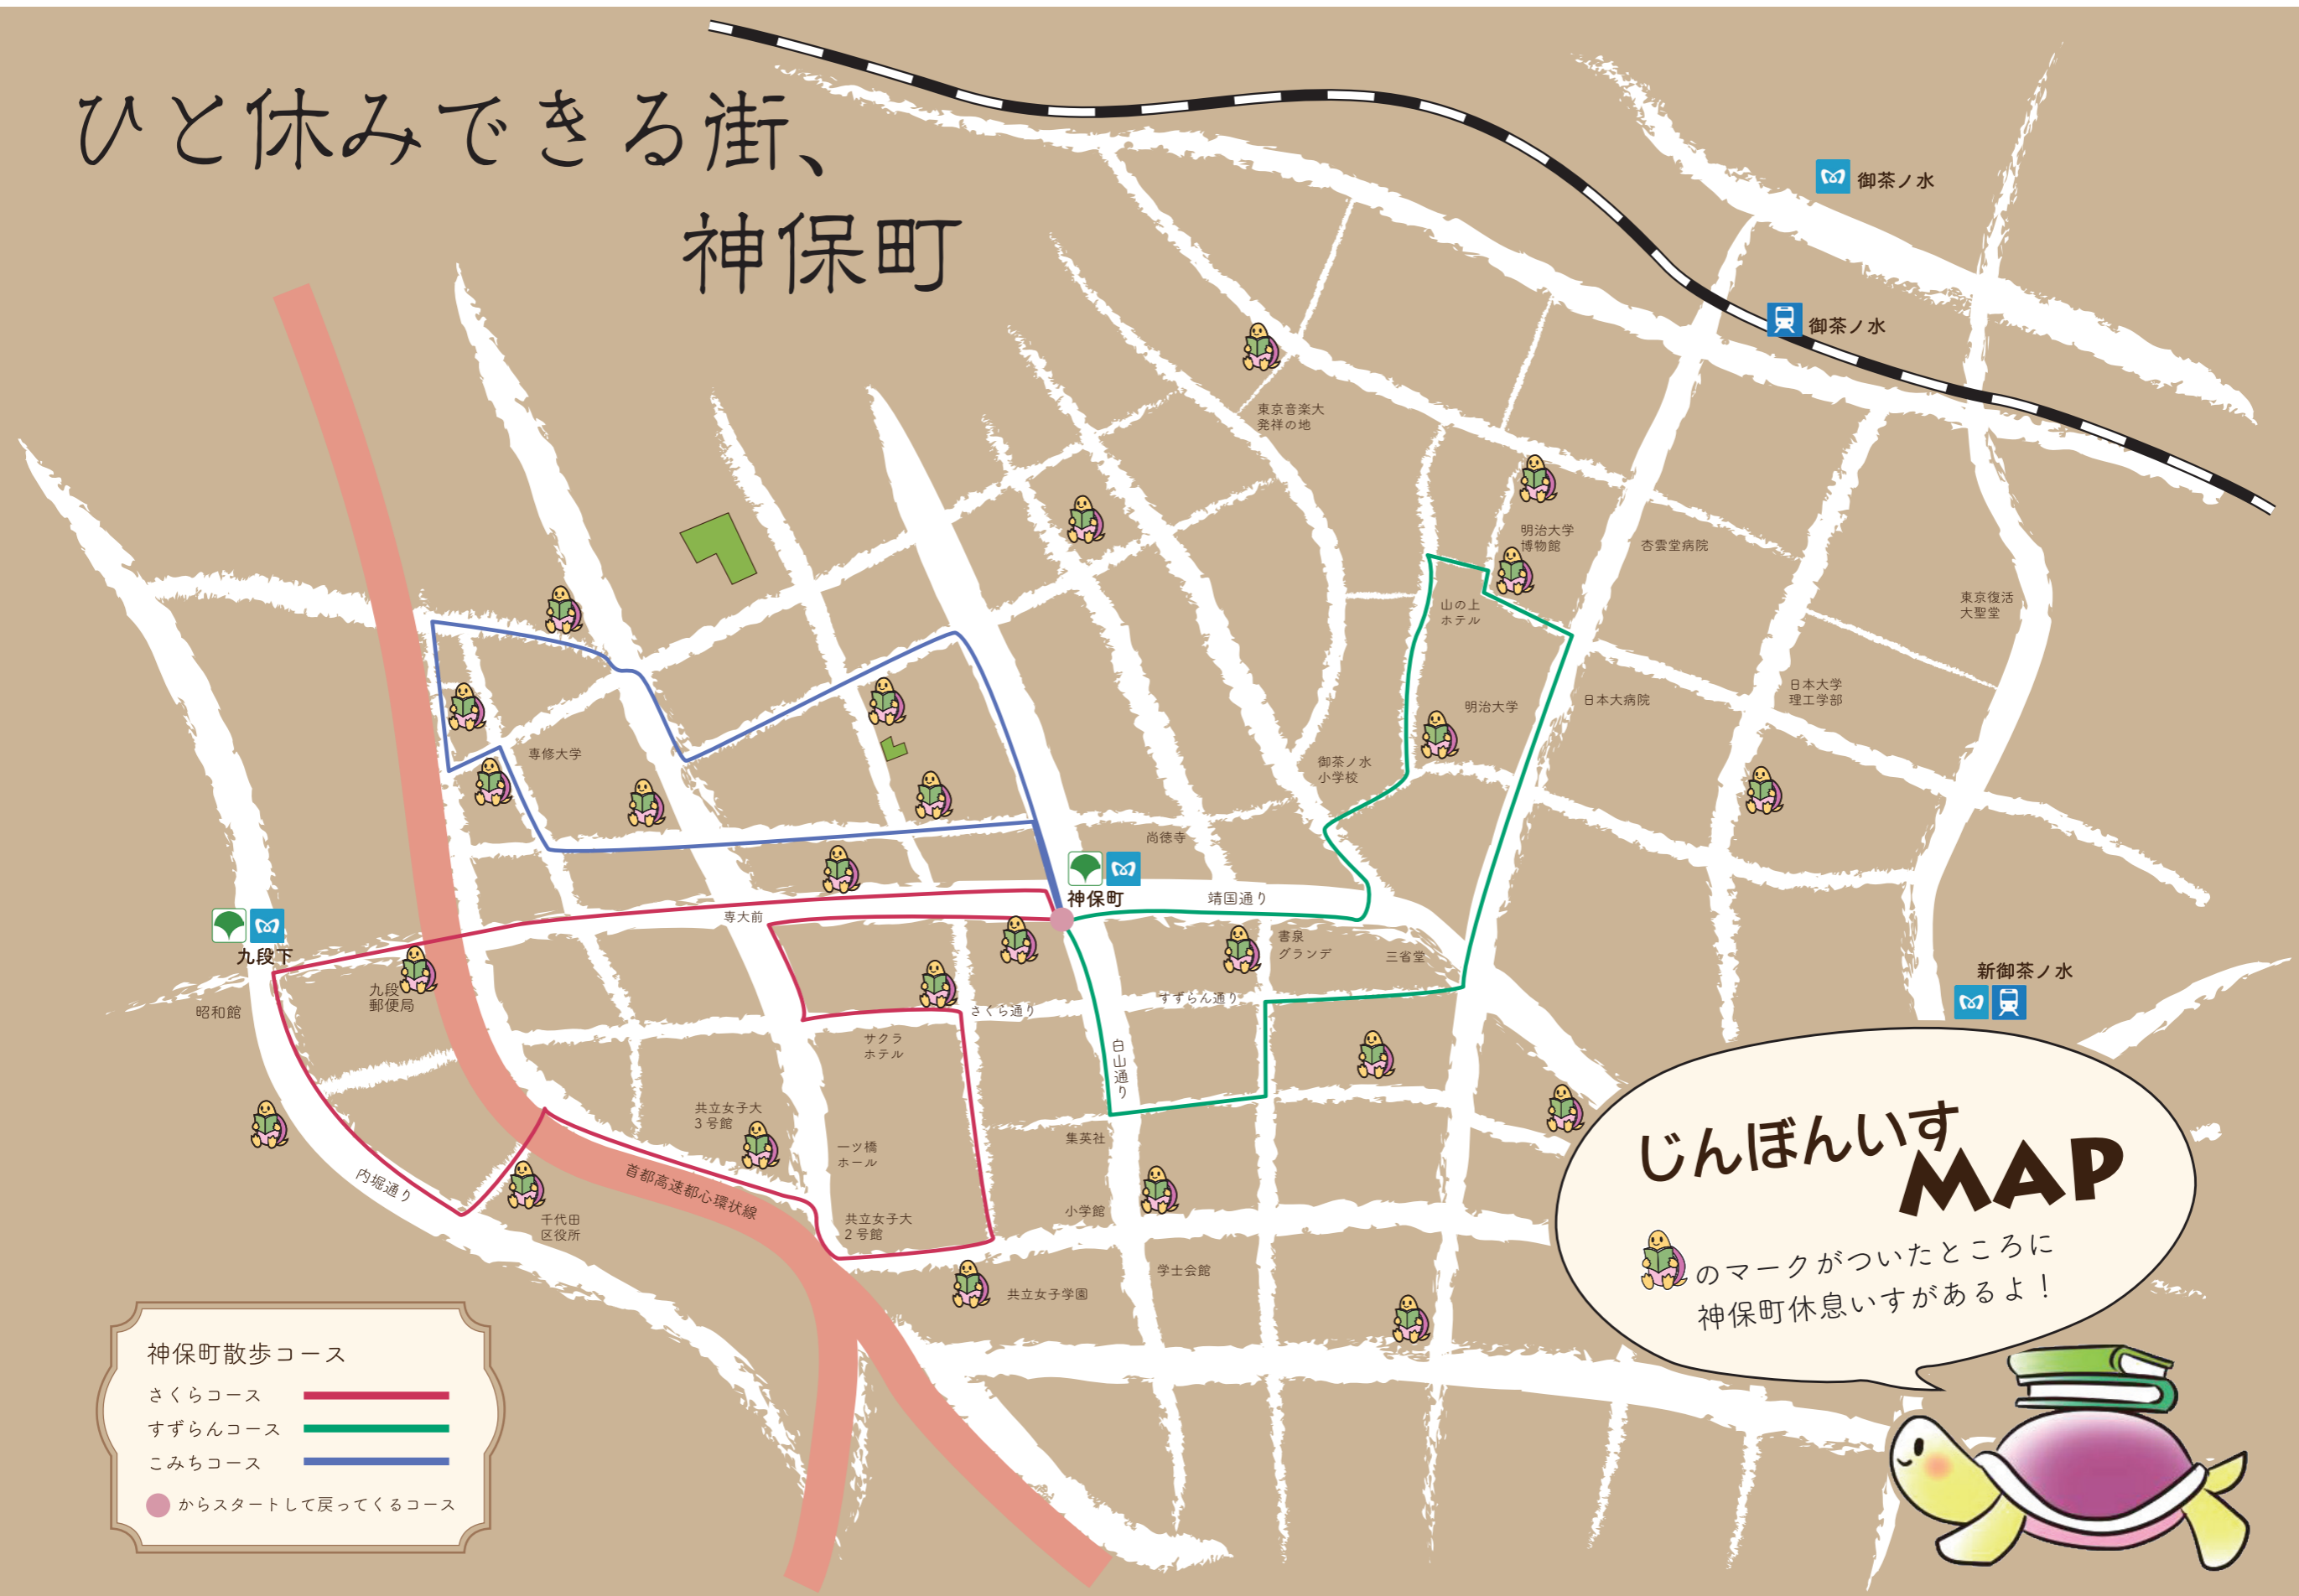 ひと休みできる街、
神保町
御茶ノ水
御茶ノ水
東京音楽大
発祥の地
明治大学
博物館
杏雲堂病院
山の上
ホテル
東京復活
大聖堂
明治大学
日本大病院
日本大学
理工学部
専修大学
御茶ノ水
小学校
尚徳寺
神保町
靖国通り
専大前
九段下
書泉
グランデ
三省堂
新御茶ノ水
九段
郵便局
昭和館
さくら通り
すずらん通り
サクラ
ホテル
白山通り
共立女子大
3号館
一ツ橋
ホール
集英社
内堀通り
首都高速都心環状線
千代田
区役所
共立女子大
2号館
小学館
学士会館
共立女子学園
じんぼんいす
MAP
のマークがついたところに
神保町休息いすがあるよ！
神保町散歩コース
さくらコース
すずらんコース
こみちコース
からスタートして戻ってくるコース